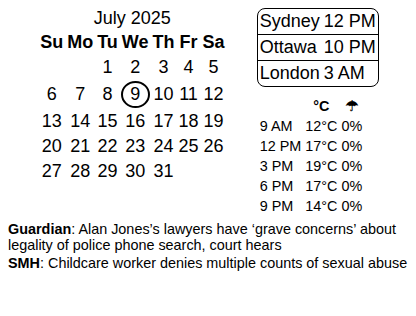 July 2025
Su Mo Tu We Th Fr Sa
1 2 3 4 5
6 7 8 9 10 11 12
13 14 15 16 17 18 19
20 21 22 23 24 25 26
27 28 29 30 31
Sydney 12 PM
Ottawa 10 PM
London 3 AM
°C ☂
9 AM 12°C 0%
12 PM 17°C 0%
3 PM 19°C 0%
6 PM 17°C 0%
9 PM 14°C 0%
Guardian: Alan Jones’s lawyers have ‘grave concerns’ about
legality of police phone search, court hears
SMH: Childcare worker denies multiple counts of sexual abuse